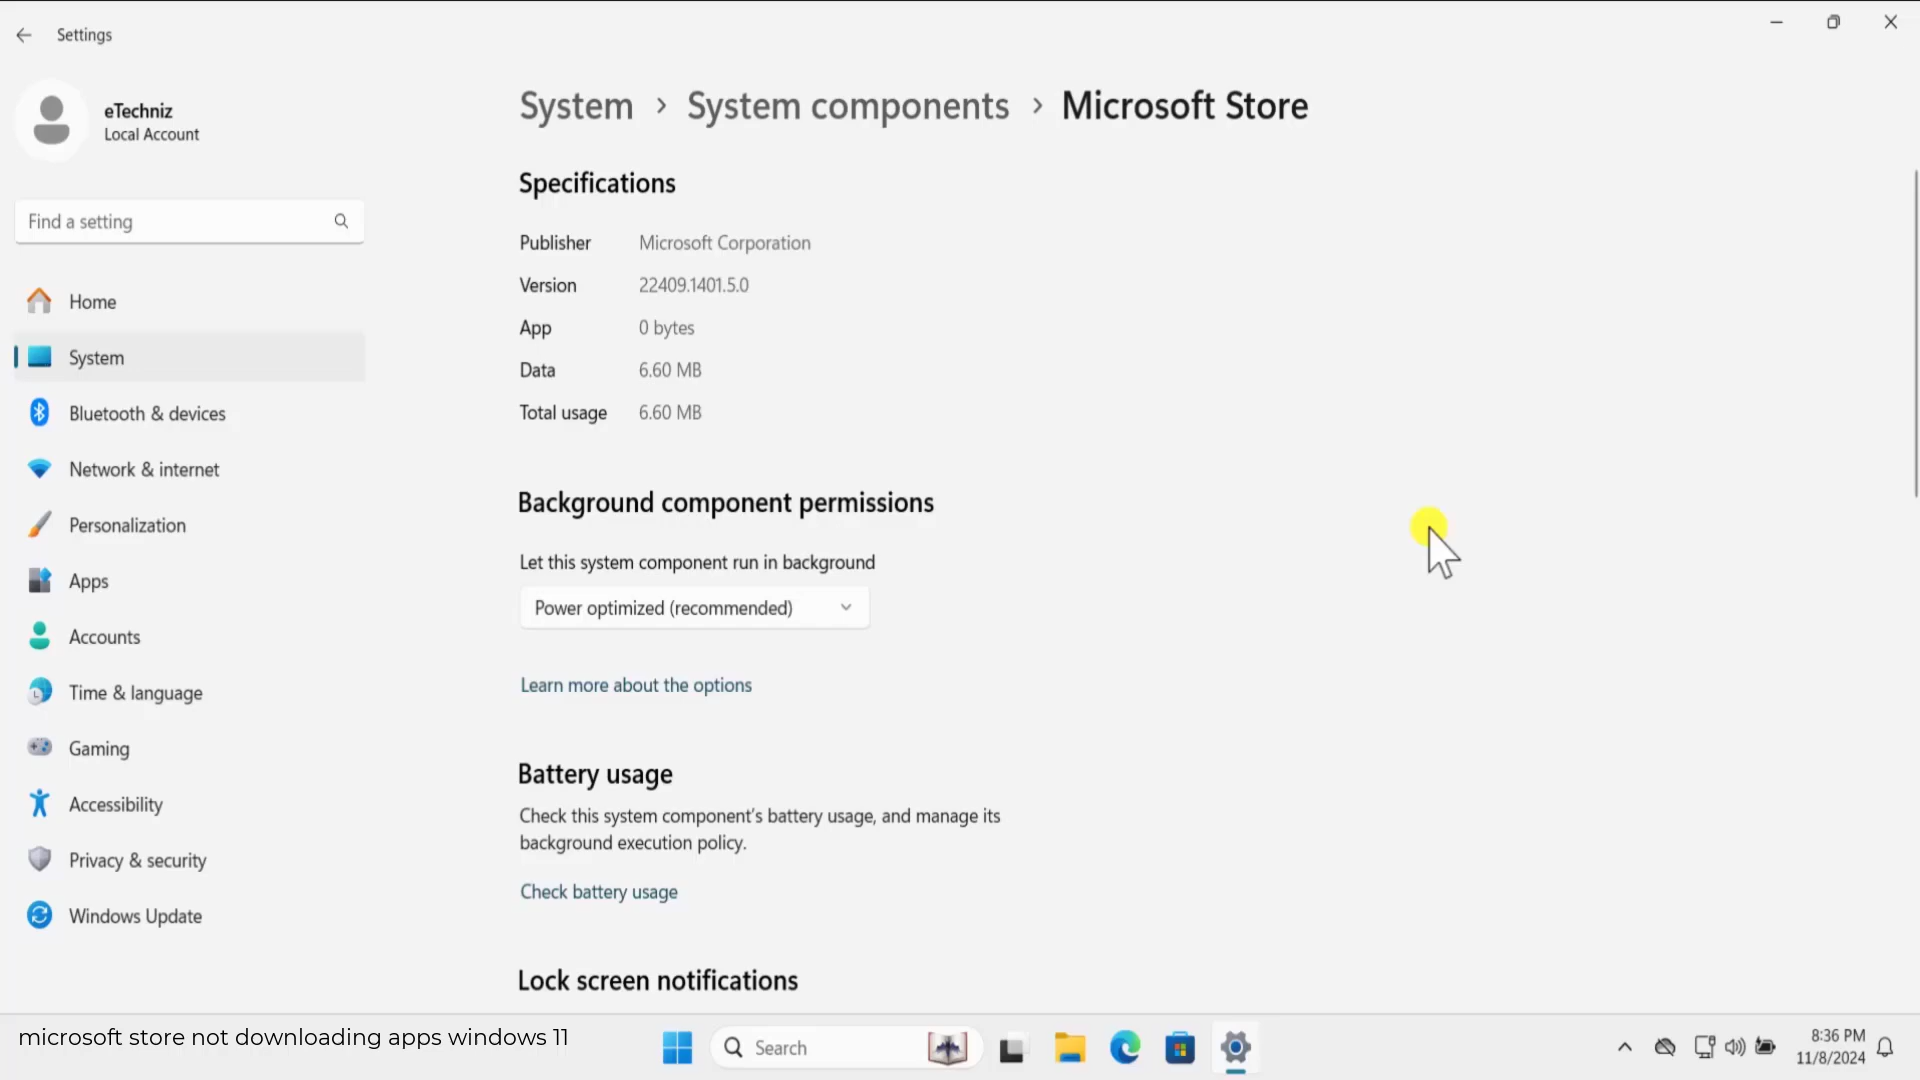 Settings
eTechniz
Local Account
Find a setting
Home
System
Bluetooth & devices
Network & internet
Personalization
Apps
Accounts
Time & language
Gaming
Accessibility
Privacy & security
Windows Update
System > System components > Microsoft Store
Specifications
Publisher Microsoft Corporation
Version 22409.1401.5.0
App 0 bytes
Data 6.60 MB
Total usage 6.60 MB
Background component permissions
Let this system component run in background
Power optimized (recommended)
Learn more about the options
Battery usage
Check this system component's battery usage, and manage its
background execution policy.
Check battery usage
Lock screen notifications
microsoft store not downloading apps windows 11
Search
8:36 PM
11/8/2024